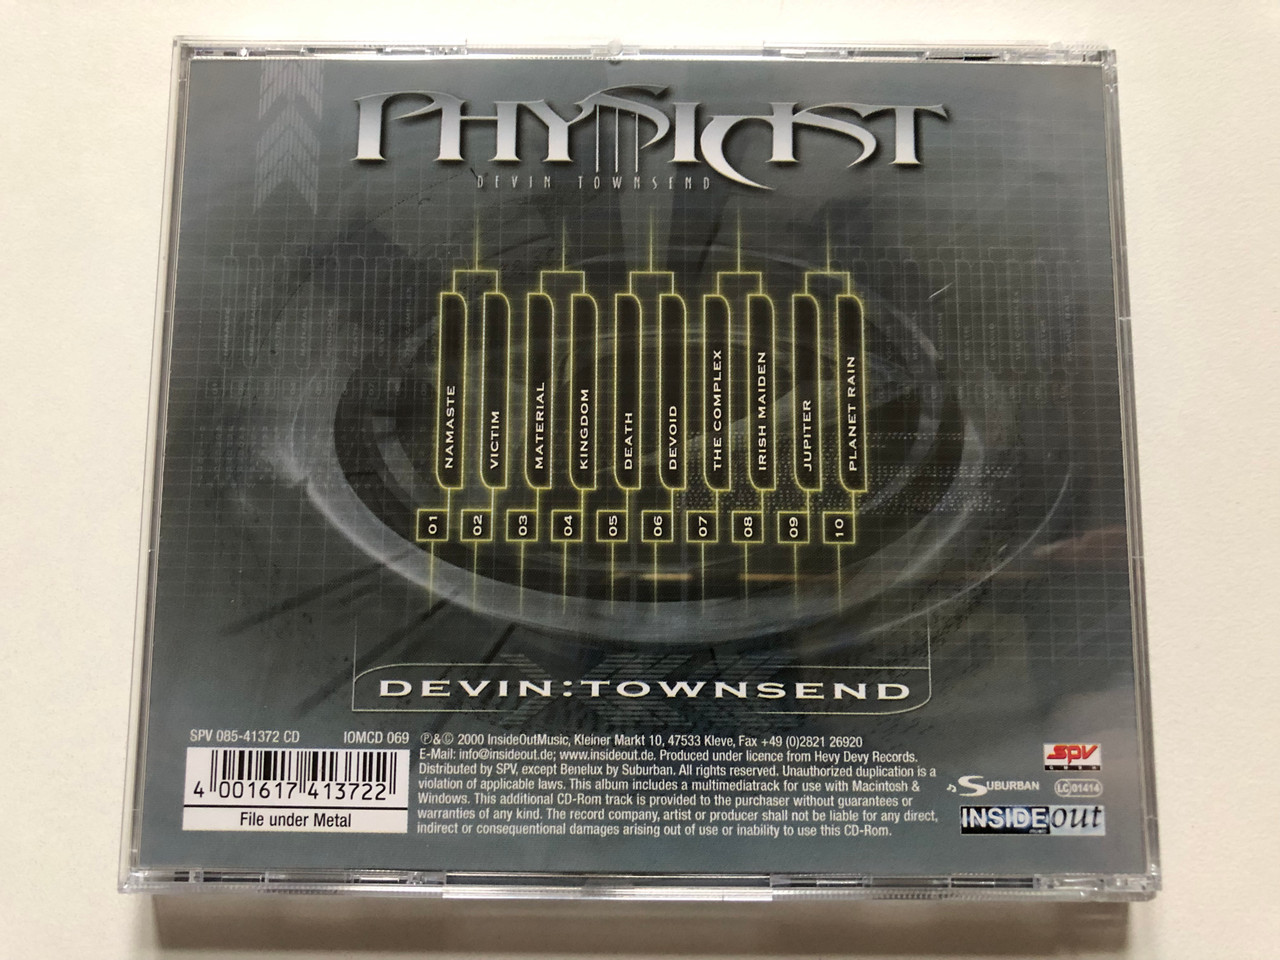 PHYSICIST
DEVIN TOWNSEND
NAMASTE
VICTIM
MATERIAL
KINGDOM
DEATH
DEVOID
THE COMPLEX
IRISH MAIDEN
JUPITER
PLANET RAIN
01
02
03
04
05
06
07
08
09
10
DEVIN:TOWNSEND
SPV 085-41372 CD IOMCD 069
4 001617 413722
File under Metal
℗&© 2000 InsideOutMusic, Kleiner Markt 10, 47533 Kleve, Fax +49 (0)2821 26920
E-Mail: info@insideout.de; www.insideout.de. Produced under licence from Hevy Devy Records.
Distributed by SPV, except Benelux by Suburban. All rights reserved. Unauthorized duplication is a
violation of applicable laws. This album includes a multimediatrack for use with Macintosh &
Windows. This additional CD-Rom track is provided to the purchaser without guarantees or
warranties of any kind. The record company, artist or producer shall not be liable for any direct,
indirect or consequentional damages arising out of use or inability to use this CD-Rom.
SPV
GMBH
SUBURBAN
LC 01414
INSIDEout